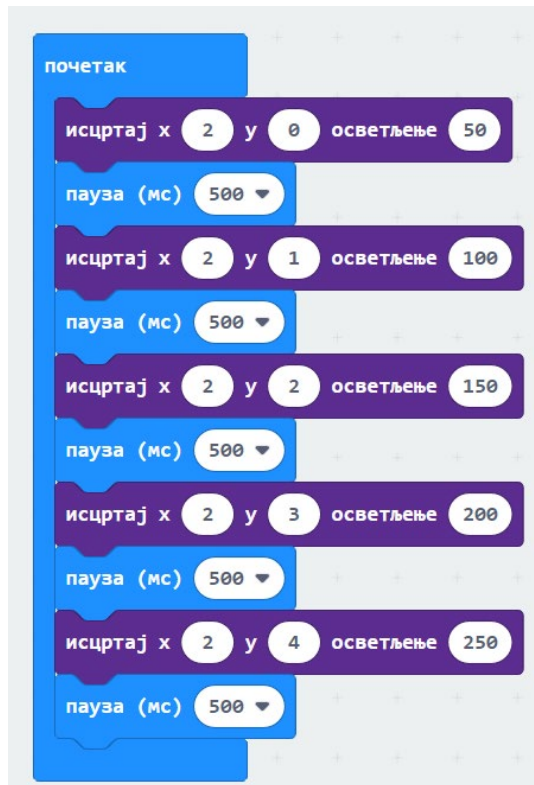 почетак
исцртај x 2 y 0 осветљење 50
пауза (мс) 500
исцртај x 2 y 1 осветљење 100
пауза (мс) 500
исцртај x 2 y 2 осветљење 150
пауза (мс) 500
исцртај x 2 y 3 осветљење 200
пауза (мс) 500
исцртај x 2 y 4 осветљење 250
пауза (мс) 500